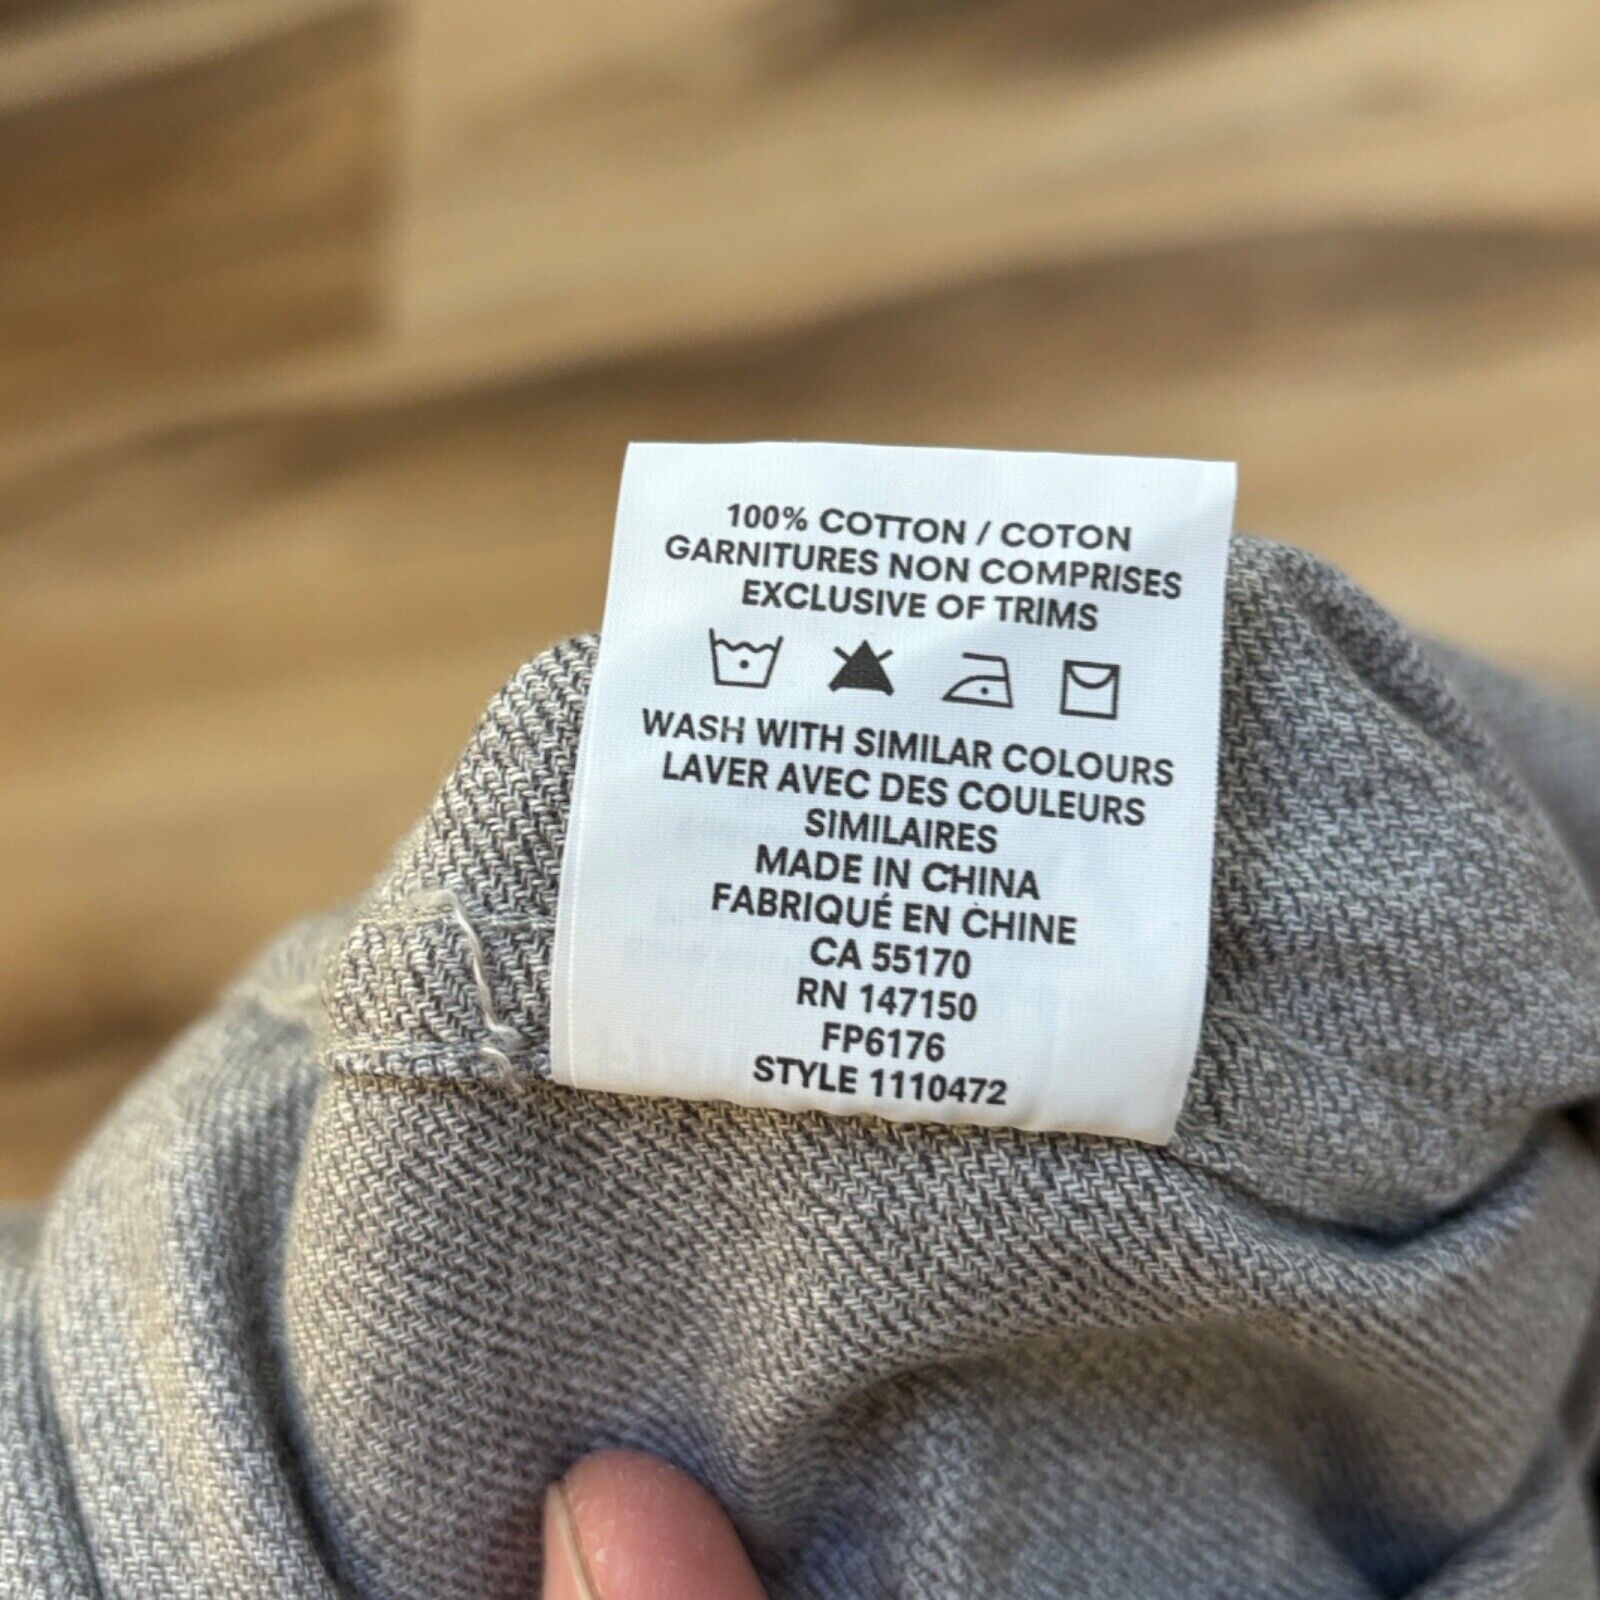 100% COTTON / COTON
GARNITURES NON COMPRISES
EXCLUSIVE OF TRIMS
WASH WITH SIMILAR COLOURS
LAVER AVEC DES COULEURS
SIMILAIRES
MADE IN CHINA
FABRIQUÉ EN CHINE
CA 55170
RN 147150
FP6176
STYLE 1110472